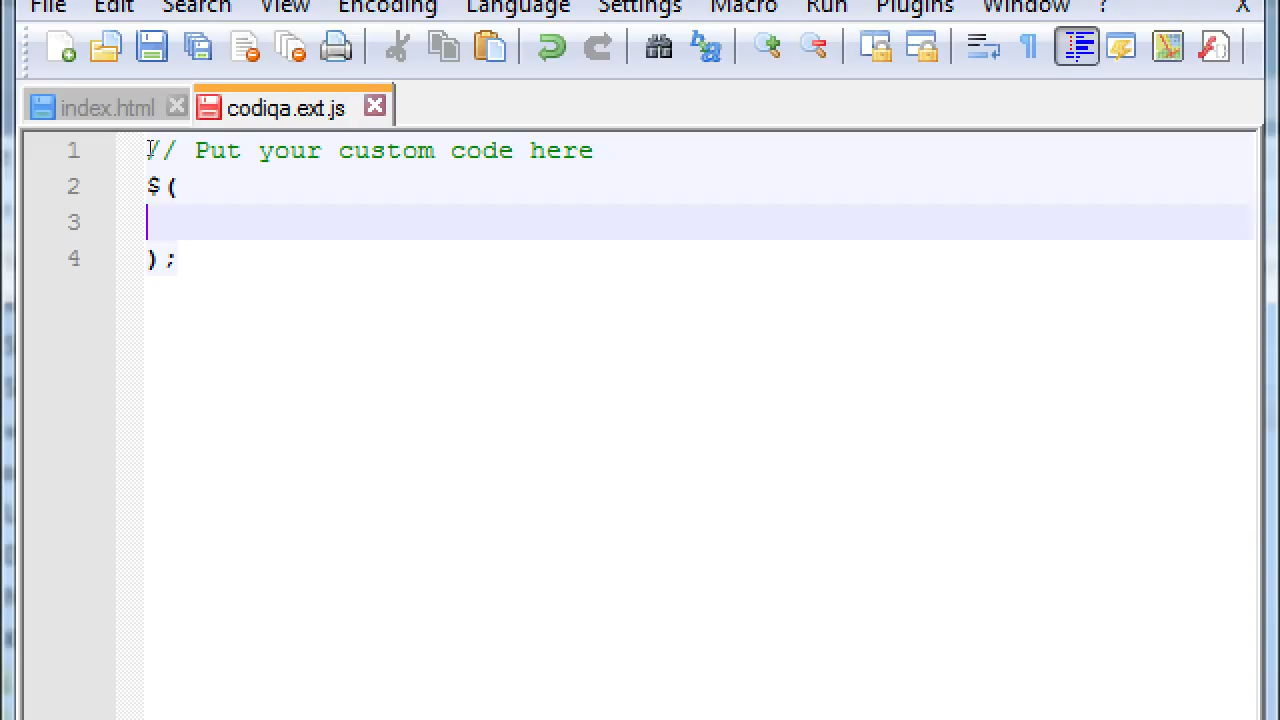 File Edit Search View Encoding Language Settings Macro Run Plugins Window ? X
index.html codiqa.ext.js
1 // Put your custom code here
2 $(
3
4 );